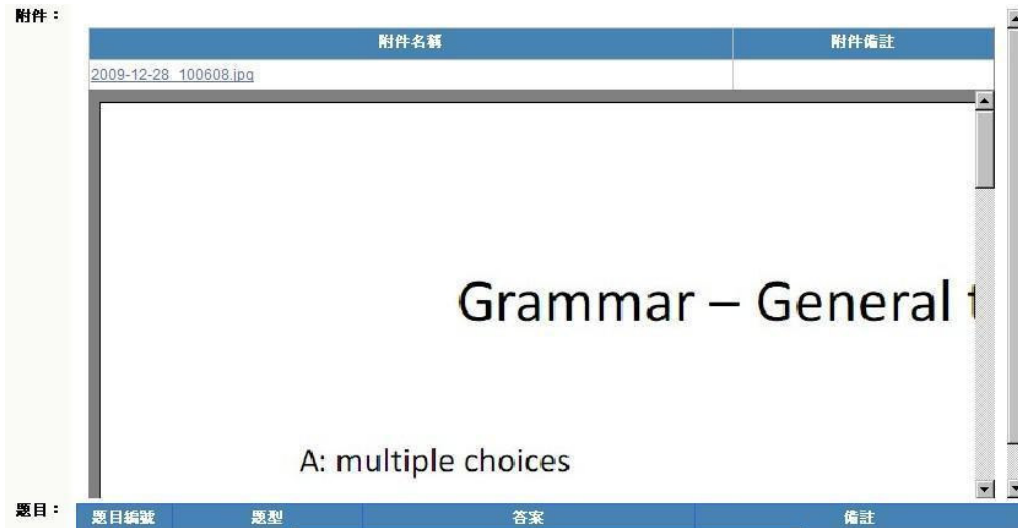 附件：
附件名稱 附件備註
2009-12-28_100608.jpg
Grammar – General t
A: multiple choices
題目：
題目編號 題型 答案 備註